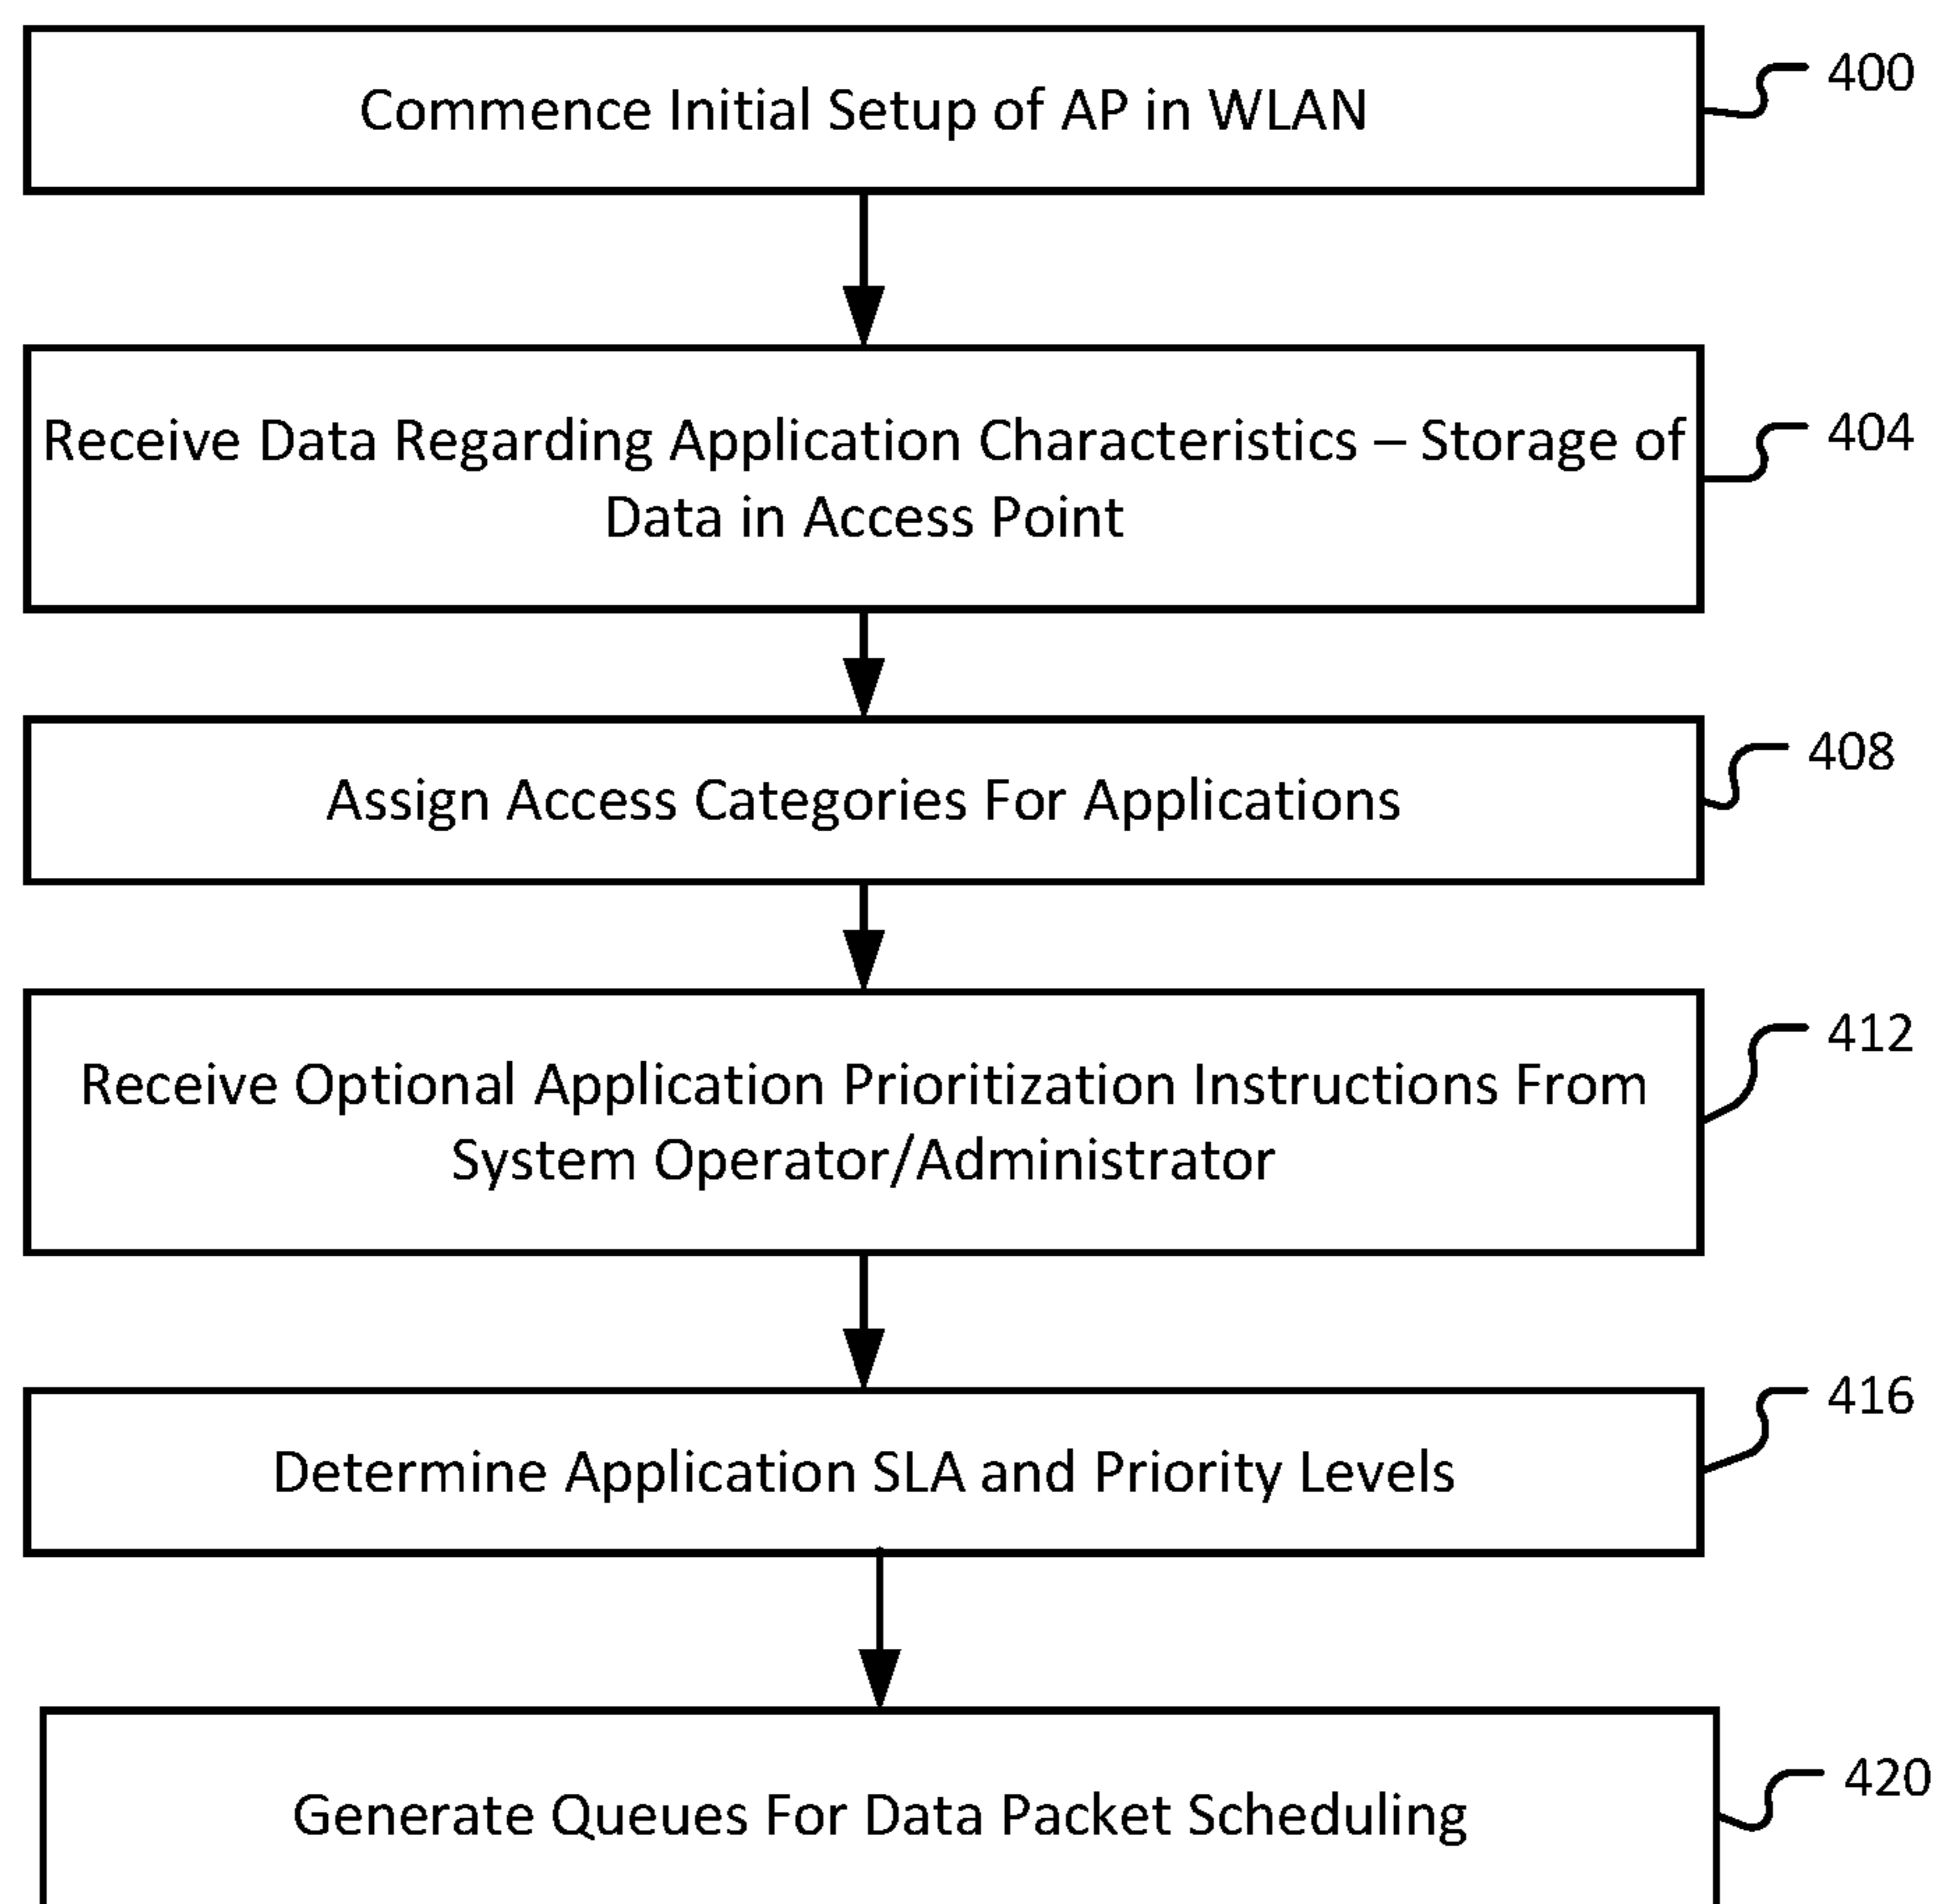 Commence Initial Setup of AP in WLAN
400
Receive Data Regarding Application Characteristics – Storage of
Data in Access Point
404
Assign Access Categories For Applications
408
Receive Optional Application Prioritization Instructions From
System Operator/Administrator
412
Determine Application SLA and Priority Levels
416
Generate Queues For Data Packet Scheduling
420